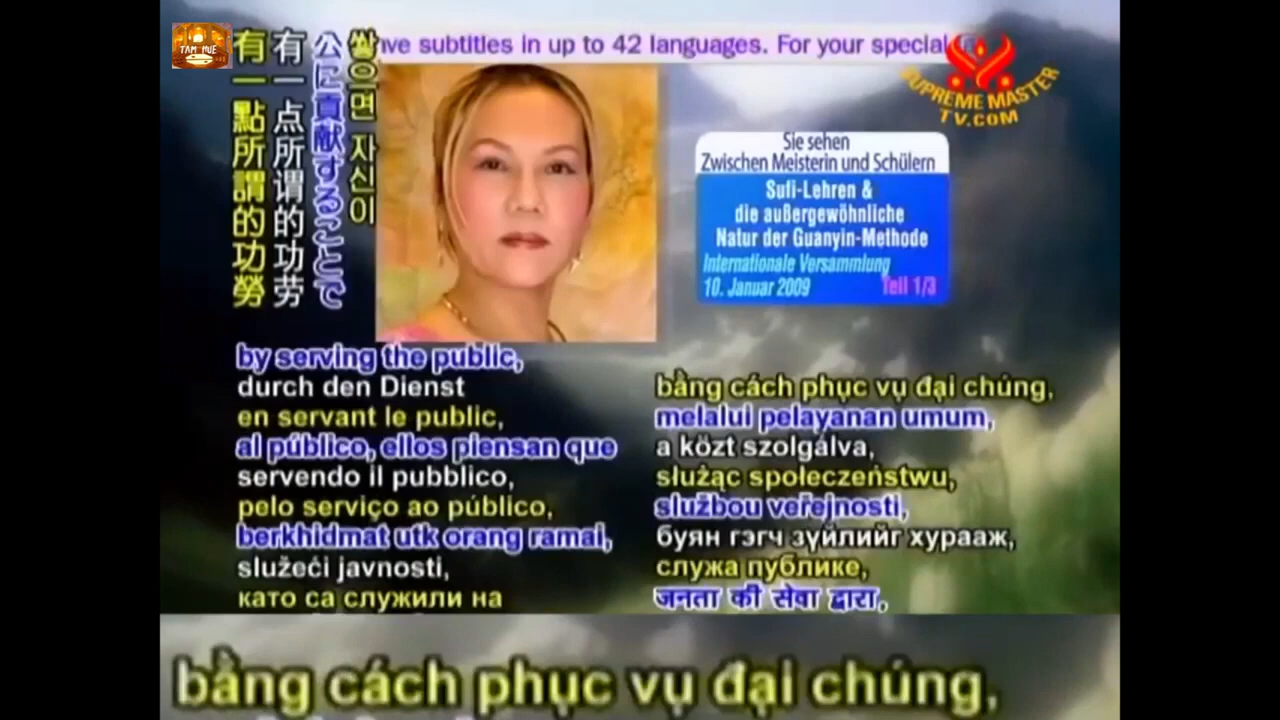 TAM HUE
ve subtitles in up to 42 languages. For your special
SUPREME MASTER
TV.COM
有一點所謂的功勞
有一点所谓的功劳
公に貢献することで
쌓으면 자신이
Sie sehen
Zwischen Meisterin und Schülern
Sufi-Lehren &
die außergewöhnliche
Natur der Guanyin-Methode
Internationale Versammlung
10. Januar 2009 Teil 1/3
by serving the public,
durch den Dienst
en servant le public,
al público, ellos piensan que
servendo il pubblico,
pelo serviço ao público,
berkhidmat utk orang ramai,
služeći javnosti,
като са служили на
bằng cách phục vụ đại chúng,
melalui pelayanan umum,
a közt szolgálva,
służąc społeczeństwu,
službou veřejnosti,
буян гэгч зүйлийг хурааж,
служа публике,
जनता की सेवा द्वारा,
bằng cách phục vụ đại chúng,